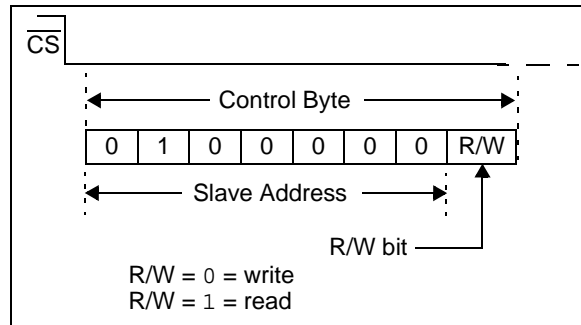 CS
Control Byte
0 1 0 0 0 0 0 R/W
Slave Address
R/W bit
R/W = 0 = write
R/W = 1 = read